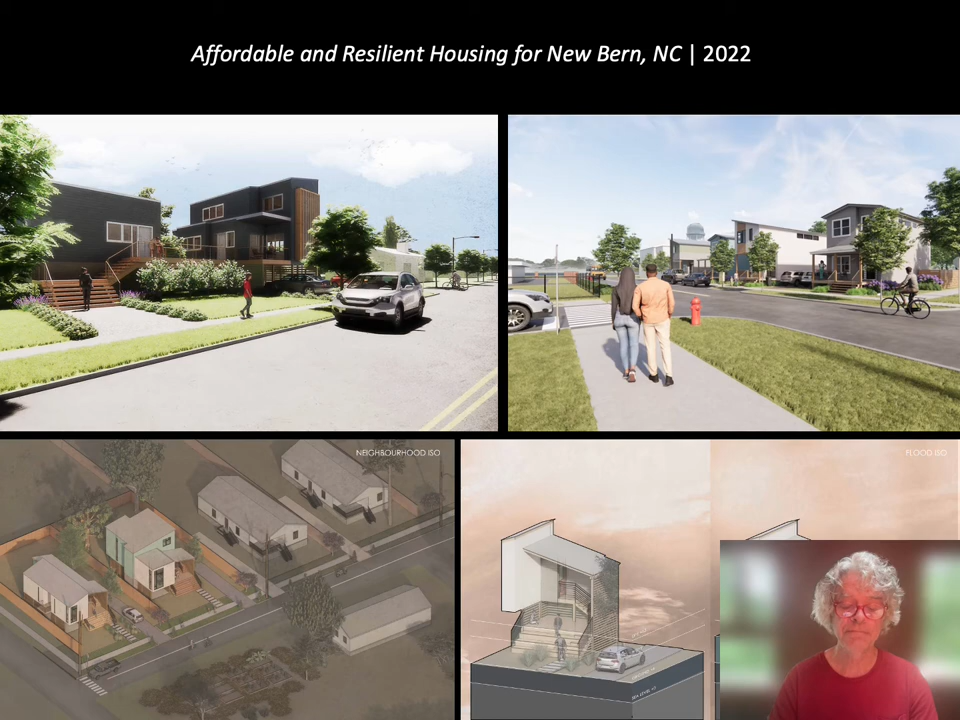 Affordable and Resilient Housing for New Bern, NC | 2022
NEIGHBOURHOOD ISO
FLOOD ISO